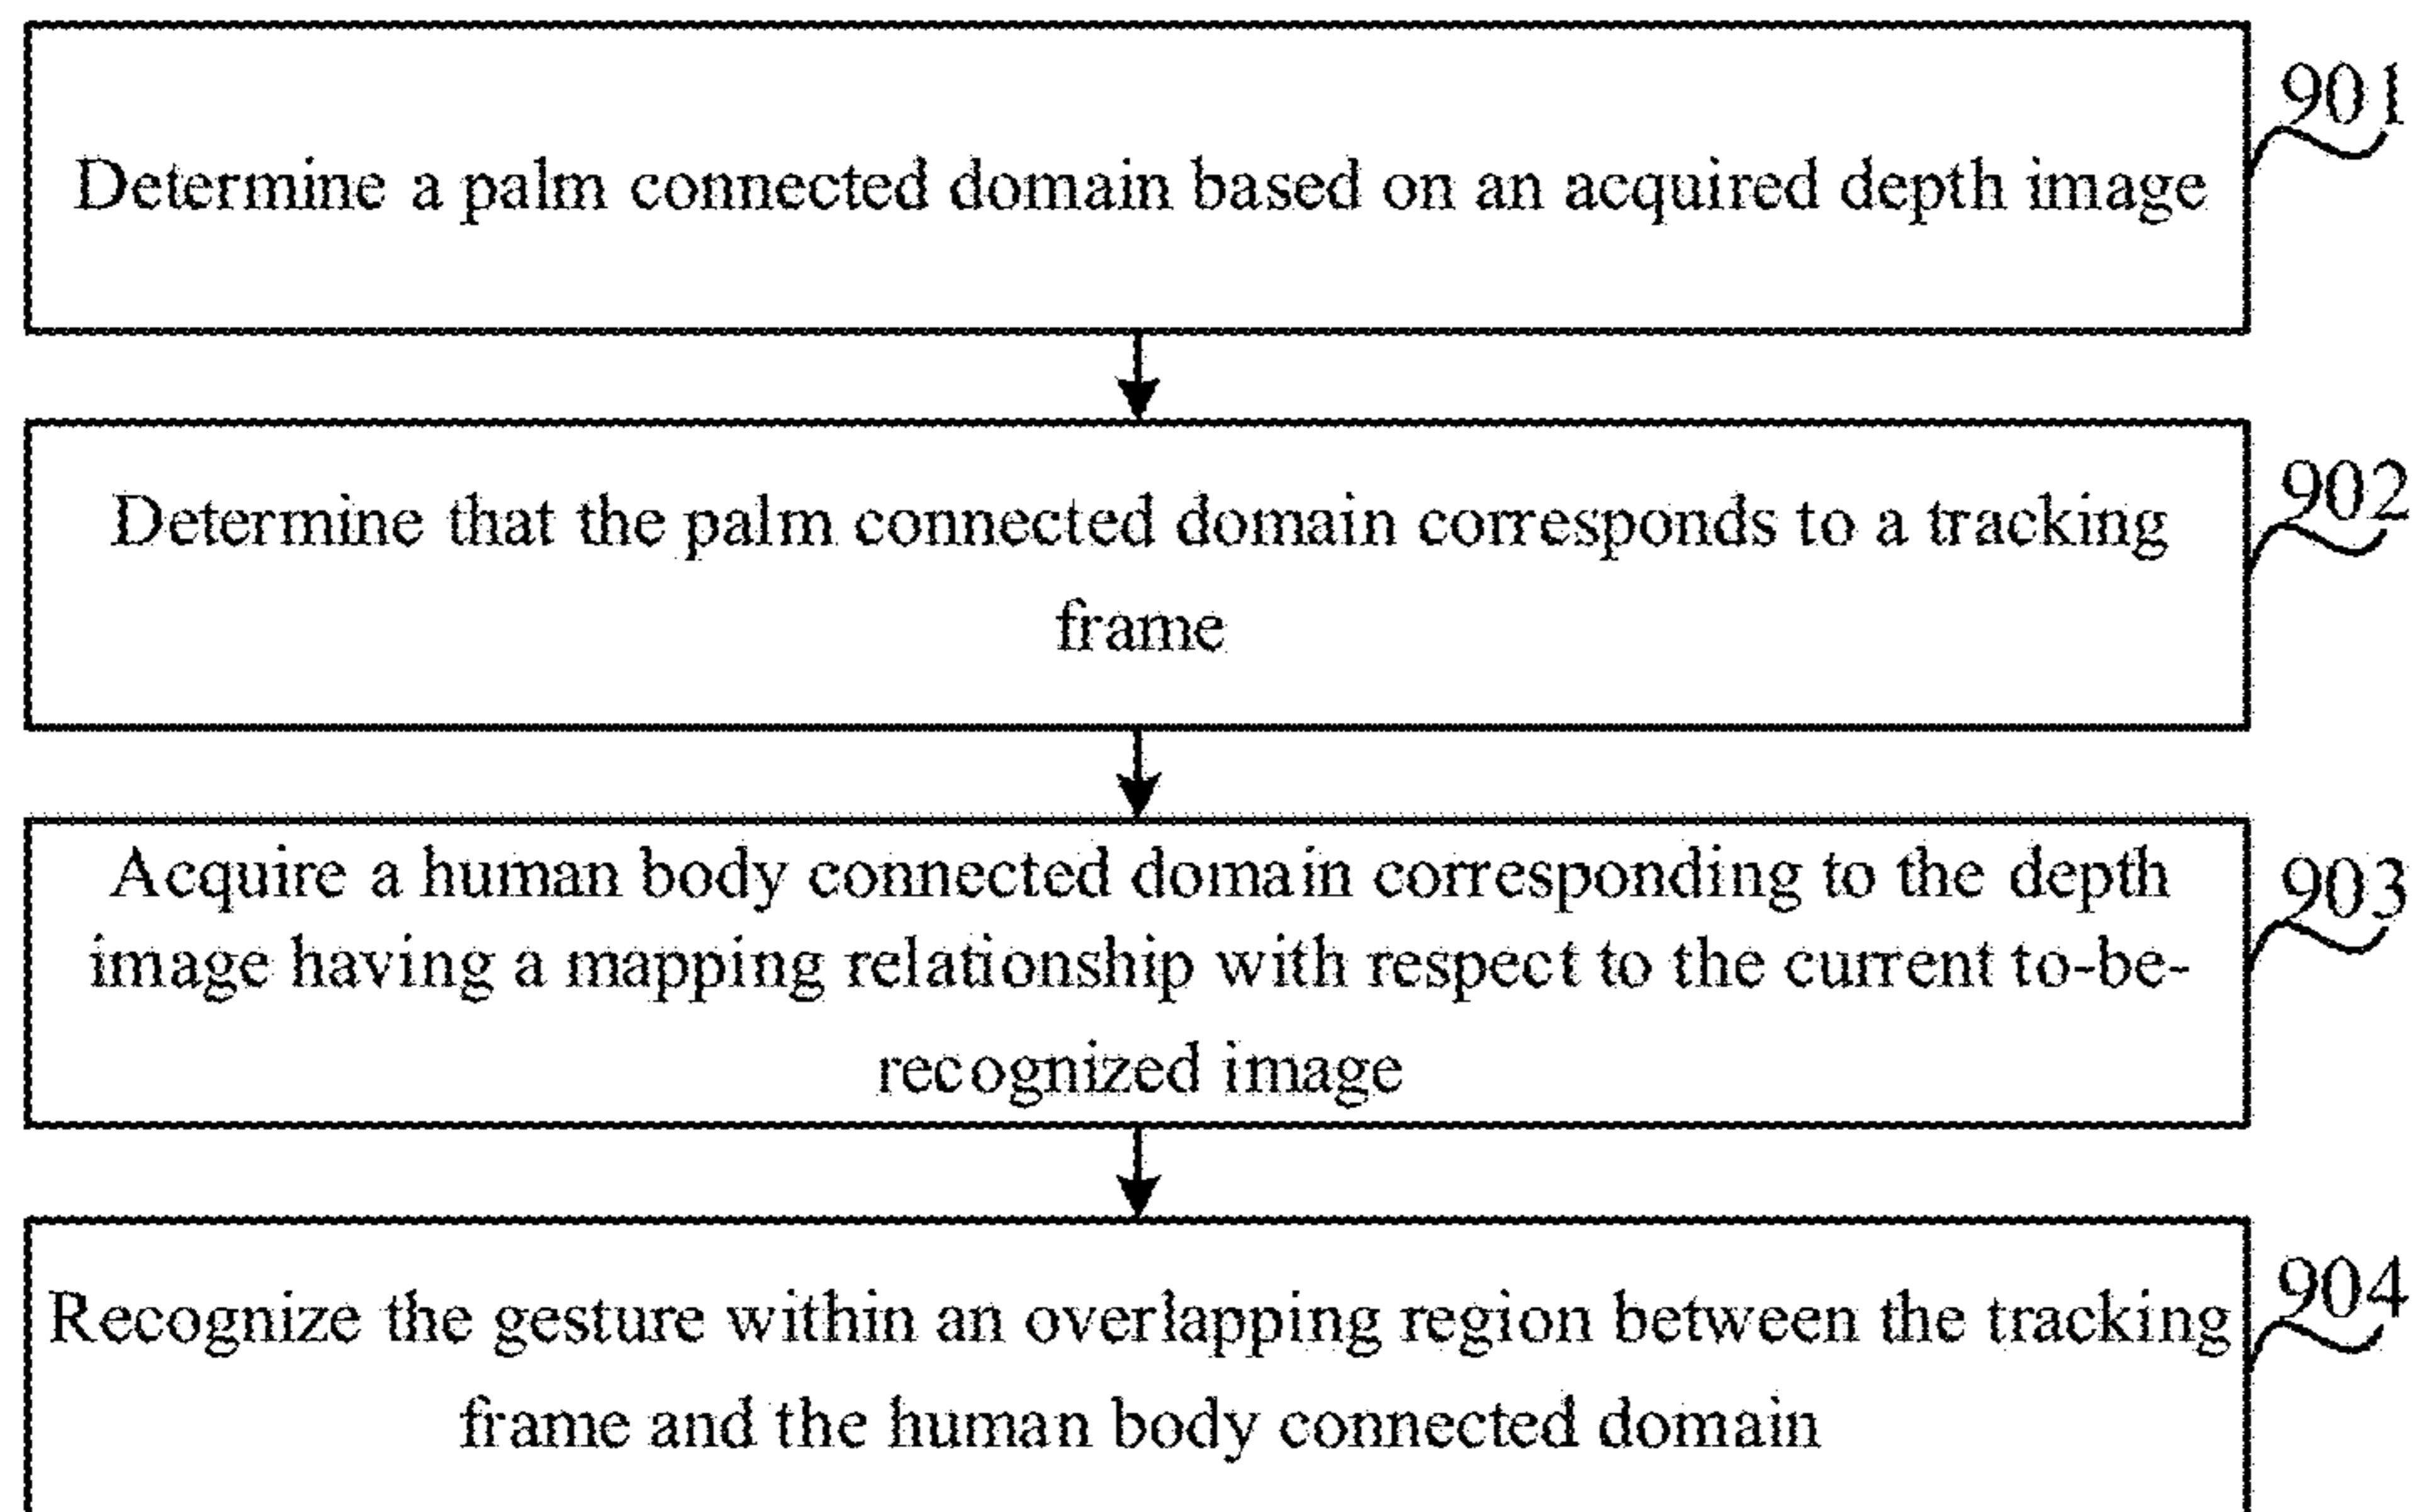 901
Determine a palm connected domain based on an acquired depth image
902
Determine that the palm connected domain corresponds to a tracking
frame
903
Acquire a human body connected domain corresponding to the depth
image having a mapping relationship with respect to the current to-be-
recognized image
904
Recognize the gesture within an overlapping region between the tracking
frame and the human body connected domain